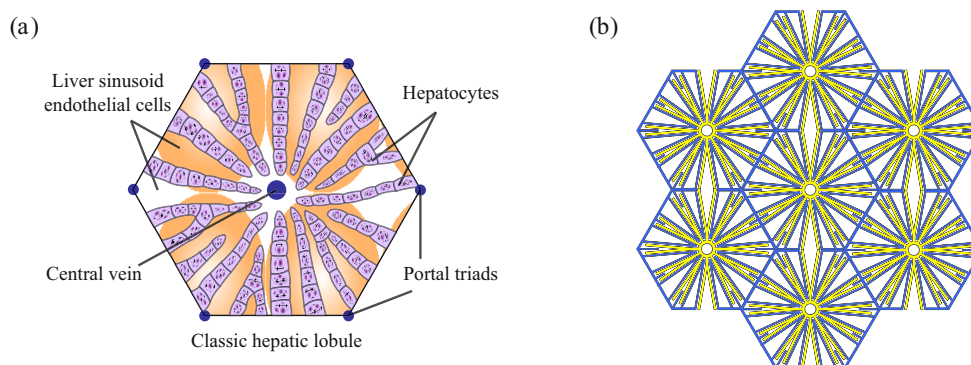 (a)
(b)
Liver sinusoid
endothelial cells
Hepatocytes
Central vein
Portal triads
Classic hepatic lobule